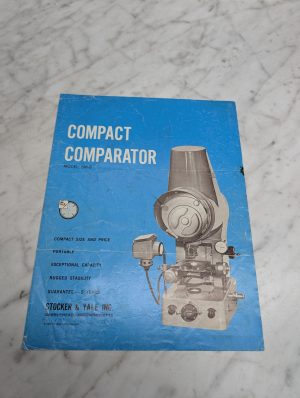 COMPACT
COMPARATOR
COMPACT SIZE AND PRICE
PORTABLE
EXCEPTIONAL CAPACITY
RUGGED STABILITY
STOCKER & YALE INC.